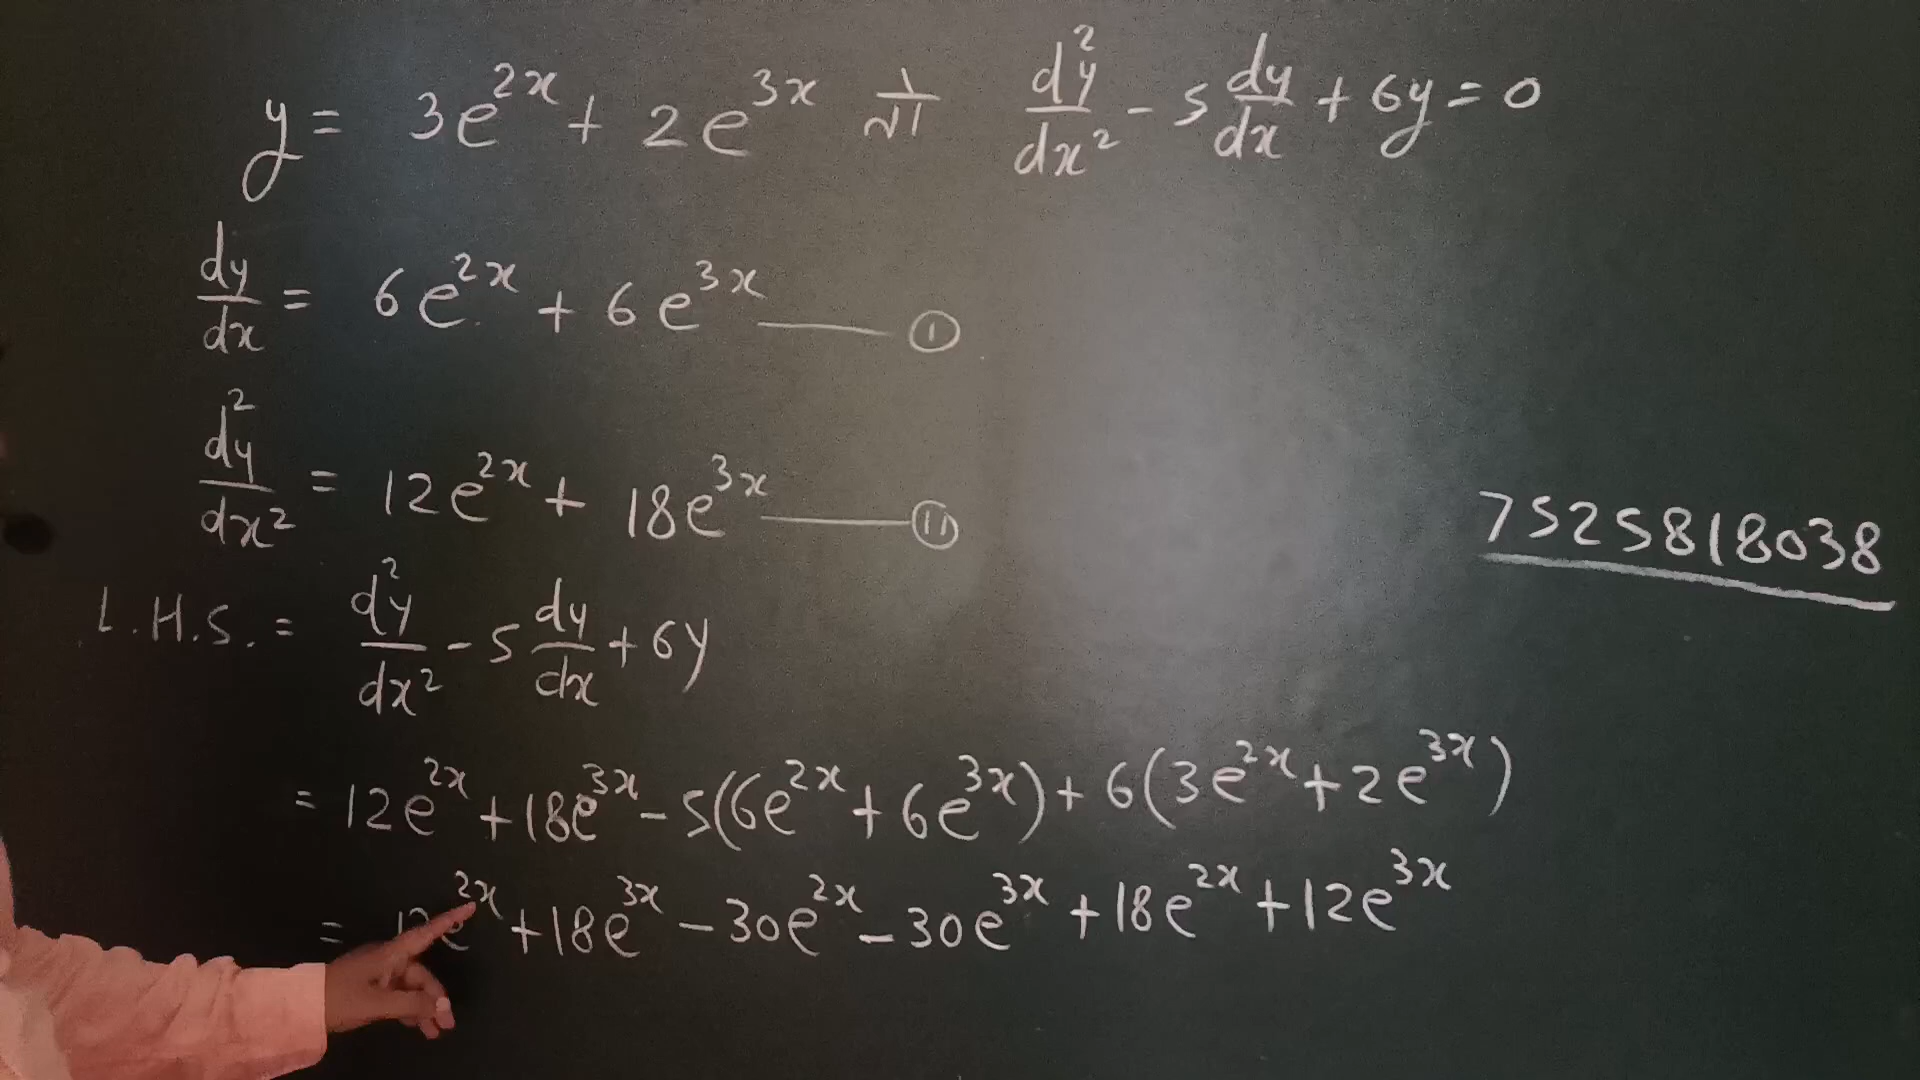 y = 3e^{2x} + 2e^{3x} तो d²y/dx² - 5 dy/dx + 6y = 0
dy/dx = 6e^{2x} + 6e^{3x} —— ①
d²y/dx² = 12e^{2x} + 18e^{3x} —— ⑪
7525818038
L.H.S. = d²y/dx² - 5 dy/dx + 6y
= 12e^{2x} + 18e^{3x} - 5(6e^{2x} + 6e^{3x}) + 6(3e^{2x} + 2e^{3x})
= 12e^{2x} + 18e^{3x} - 30e^{2x} - 30e^{3x} + 18e^{2x} + 12e^{3x}